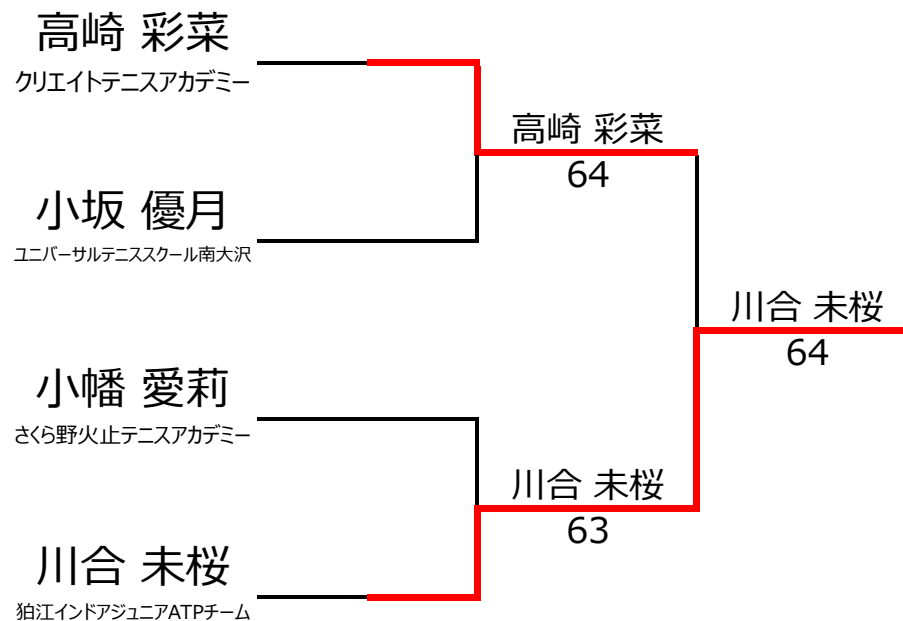 高崎 彩菜
クリエイトテニスアカデミー
高崎 彩菜
64
小坂 優月
ユニバーサルテニススクール南大沢
川合 未桜
64
小幡 愛莉
さくら野火止テニスアカデミー
川合 未桜
63
川合 未桜
狛江インドアジュニアATPチーム